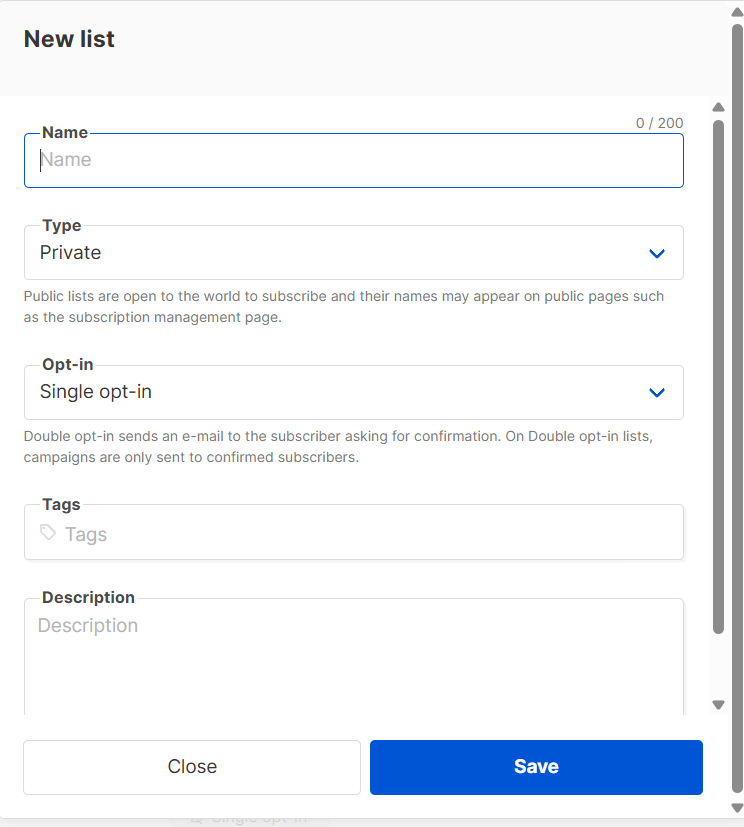 New list
0 / 200
Name
Name
Type
Private
Public lists are open to the world to subscribe and their names may appear on public pages such
as the subscription management page.
Opt-in
Single opt-in
Double opt-in sends an e-mail to the subscriber asking for confirmation. On Double opt-in lists,
campaigns are only sent to confirmed subscribers.
Tags
Tags
Description
Description
Close
Save
Single opt-in